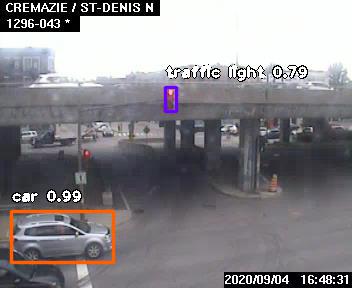 CREMAZIE / ST-DENIS N
1296-043 *
traffic light 0.79
car 0.99
2020/09/04 16:48:31